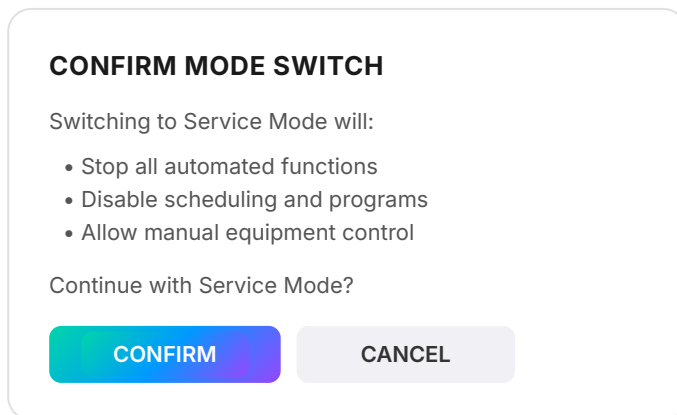 CONFIRM MODE SWITCH
Switching to Service Mode will:
• Stop all automated functions
• Disable scheduling and programs
• Allow manual equipment control
Continue with Service Mode?
CONFIRM
CANCEL